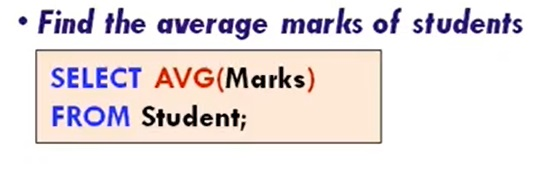 • Find the average marks of students
SELECT AVG(Marks)
FROM Student;